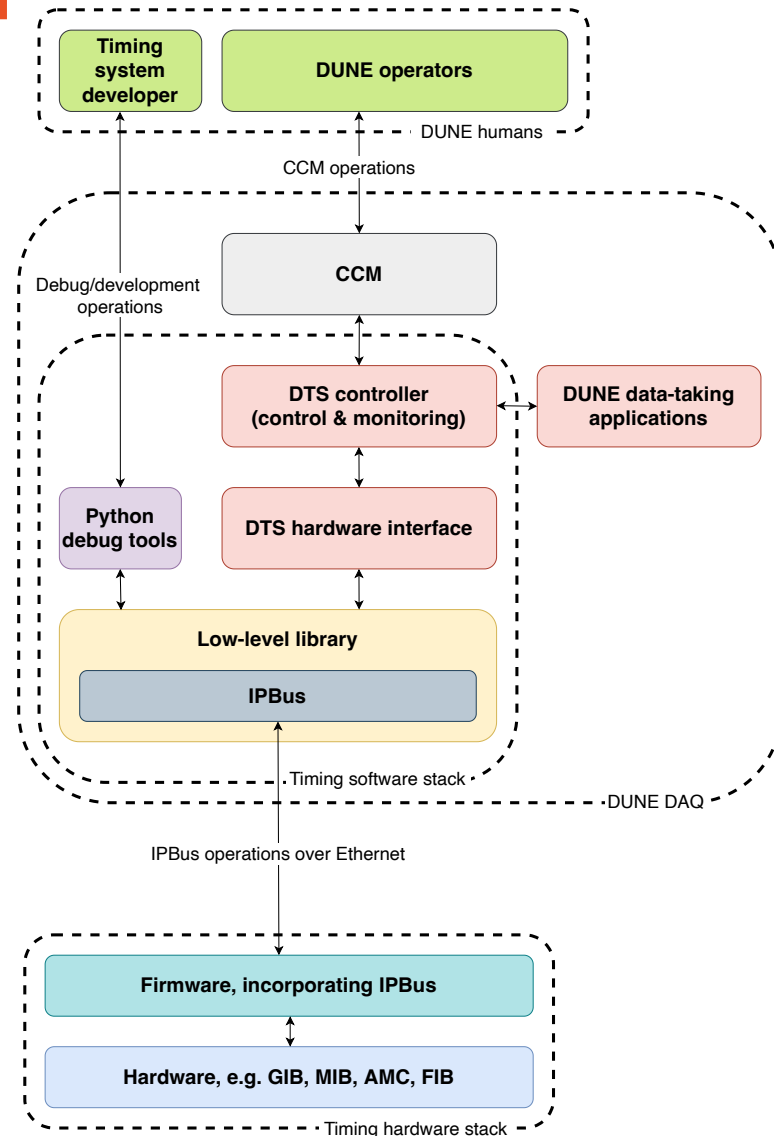 Timing
system
developer
DUNE operators
DUNE humans
CCM operations
CCM
Debug/development
operations
DTS controller
(control & monitoring)
DUNE data-taking
applications
Python
debug tools
DTS hardware interface
Low-level library
IPBus
Timing software stack
DUNE DAQ
IPBus operations over Ethernet
Firmware, incorporating IPBus
Hardware, e.g. GIB, MIB, AMC, FIB
Timing hardware stack